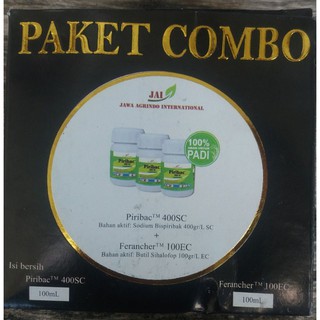 PAKET COMBO
JAI
JAWA AGRINDO INTERNATIONAL
100%
PADI
Piribac
Piribac™ 400SC
Bahan aktif: Sodium Bispiribak 400gr/L SC
+
Ferancher™ 100EC
Bahan aktif: Butil Sihalofop 100gr/L EC
Isi bersih
Piribac™ 400SC
100mL
Ferancher™ 100EC
100mL